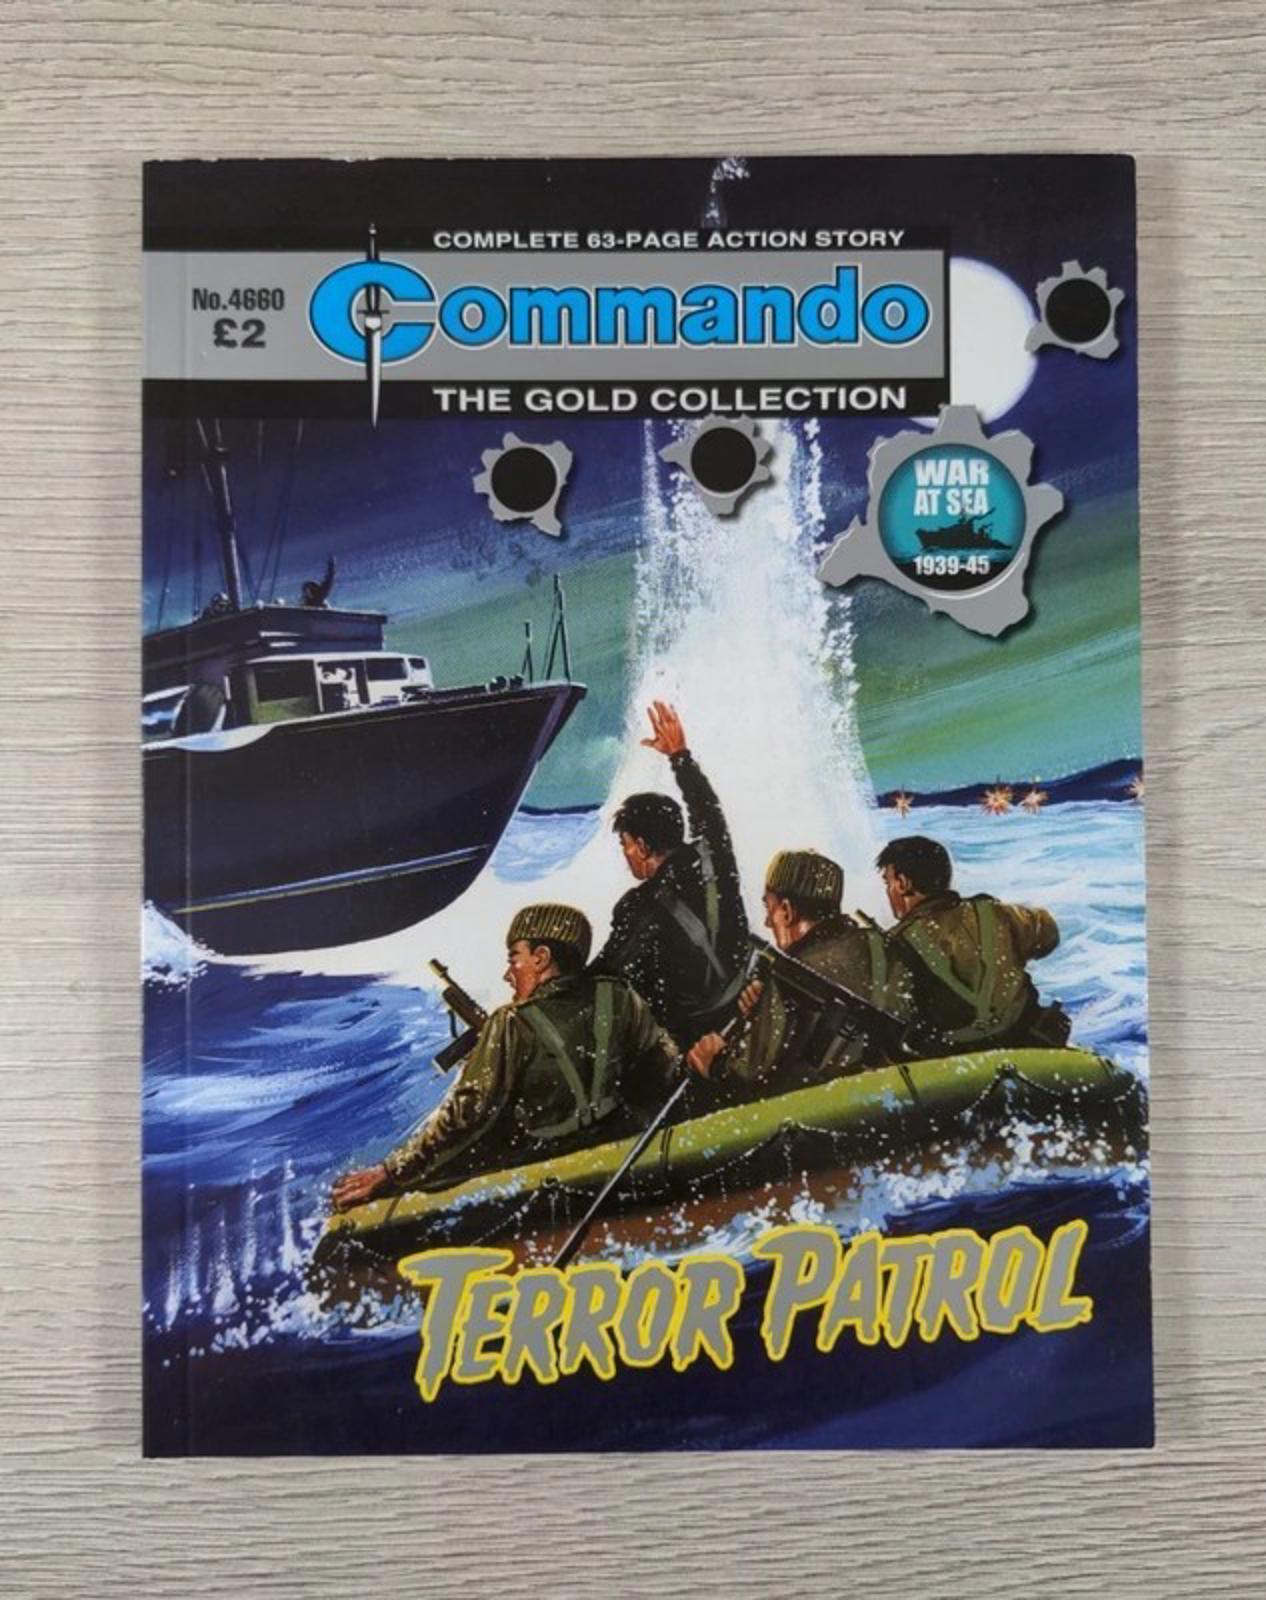 COMPLETE 63-PAGE ACTION STORY
No.4660
£2
Commando
THE GOLD COLLECTION
WAR
AT SEA
1939-45
TERROR PATROL